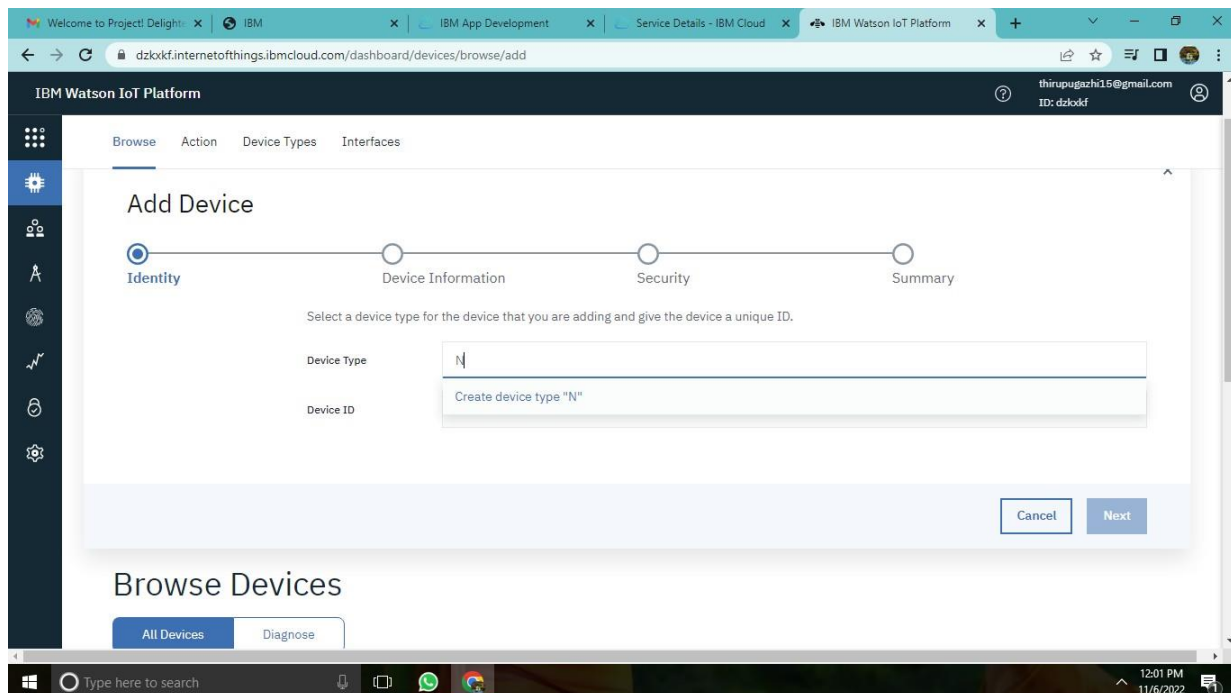 Welcome to Project! Delight
IBM
IBM App Development
Service Details - IBM Cloud
IBM Watson IoT Platform
dzkxkf.internetofthings.ibmcloud.com/dashboard/devices/browse/add
IBM Watson IoT Platform
thirupugazhi15@gmail.com
ID: dzkxkf
Browse Action Device Types Interfaces
Add Device
Identity Device Information Security Summary
Select a device type for the device that you are adding and give the device a unique ID.
Device Type N
Create device type "N"
Device ID
Cancel Next
Browse Devices
All Devices Diagnose
Type here to search
12:01 PM
11/6/2022